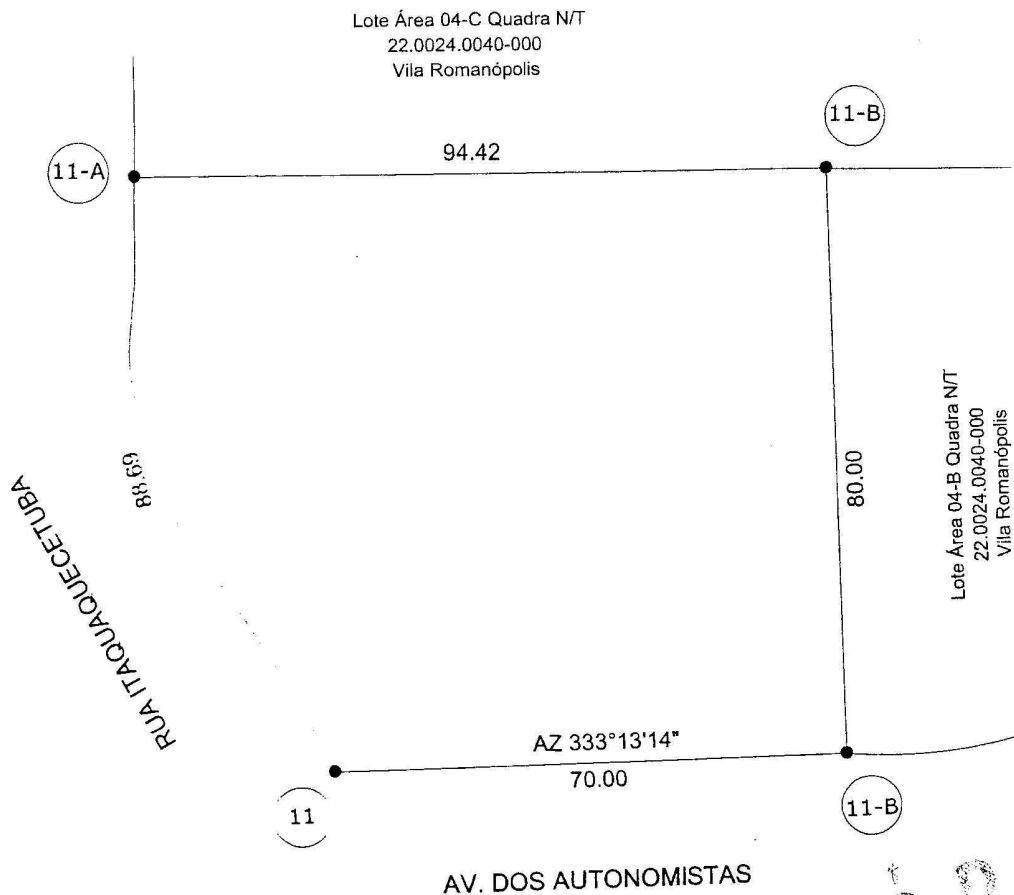 Lote Área 04-C Quadra N/T
22.0024.0040-000
Vila Romanópolis
11-B
94.42
11-A
88.69
RUA ITAQUAQUECETUBA
80.00
Lote Área 04-B Quadra N/T
22.0024.0040-000
Vila Romanópolis
AZ 333°13'14"
70.00
11
11-B
AV. DOS AUTONOMISTAS